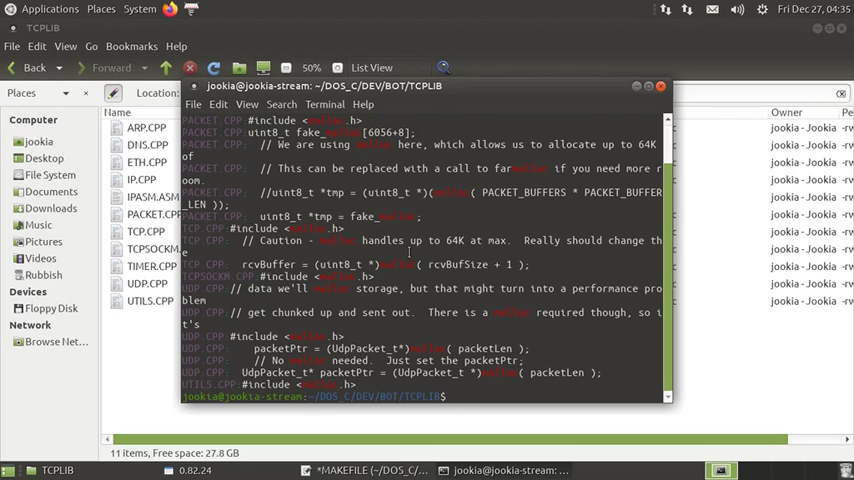 Applications Places System Fri Dec 27, 04:35
TCPLIB
File Edit View Go Bookmarks Help
Back Forward 50% List View
Places Location:
Computer
jookia
Desktop
File System
Documents
Downloads
Music
Pictures
Videos
Rubbish
Devices
Floppy Disk
Network
Browse Net...
Name
ARP.CPP
DNS.CPP
ETH.CPP
IP.CPP
IPASM.ASM
PACKET.CPP
TCP.CPP
TCPSOCKM.
TIMER.CPP
UDP.CPP
UTILS.CPP
jookia@jookia-stream: ~/DOS_C/DEV/BOT/TCPLIB
File Edit View Search Terminal Help
PACKET.CPP:#include <malloc.h>
PACKET.CPP:uint8_t fake_malloc[6056+8];
PACKET.CPP: // We are using malloc here, which allows us to allocate up to 64K
of
PACKET.CPP: // This can be replaced with a call to farmalloc if you need more r
oom.
PACKET.CPP: //uint8_t *tmp = (uint8_t *)(malloc( PACKET_BUFFERS * PACKET_BUFFER
_LEN ));
PACKET.CPP: uint8_t *tmp = fake_malloc;
TCP.CPP:#include <malloc.h>
TCP.CPP: // Caution - malloc handles up to 64K at max. Really should change th
e
TCP.CPP: rcvBuffer = (uint8_t *)malloc( rcvBufSize + 1 );
TCPSOCKM.CPP:#include <malloc.h>
UDP.CPP: // data we'll malloc storage, but that might turn into a performance pro
blem
UDP.CPP: // get chunked up and sent out. There is a malloc required though, so i
t's
UDP.CPP:#include <malloc.h>
UDP.CPP: packetPtr = (UdpPacket_t*)malloc( packetLen );
UDP.CPP: // No malloc needed. Just set the packetPtr;
UDP.CPP: UdpPacket_t* packetPtr = (UdpPacket_t *)malloc( packetLen );
UTILS.CPP:#include <malloc.h>
jookia@jookia-stream:~/DOS_C/DEV/BOT/TCPLIB$
Owner Pe
jookia - Jookia -r
jookia - Jookia -r
jookia - Jookia -r
jookia - Jookia -r
jookia - Jookia -r
jookia - Jookia -r
jookia - Jookia -r
jookia - Jookia -r
jookia - Jookia -r
jookia - Jookia -r
jookia - Jookia -r
11 items, Free space: 27.8 GB
TCPLIB 0.82.24 *MAKEFILE (~/DOS_C/... jookia@jookia-stream: ...